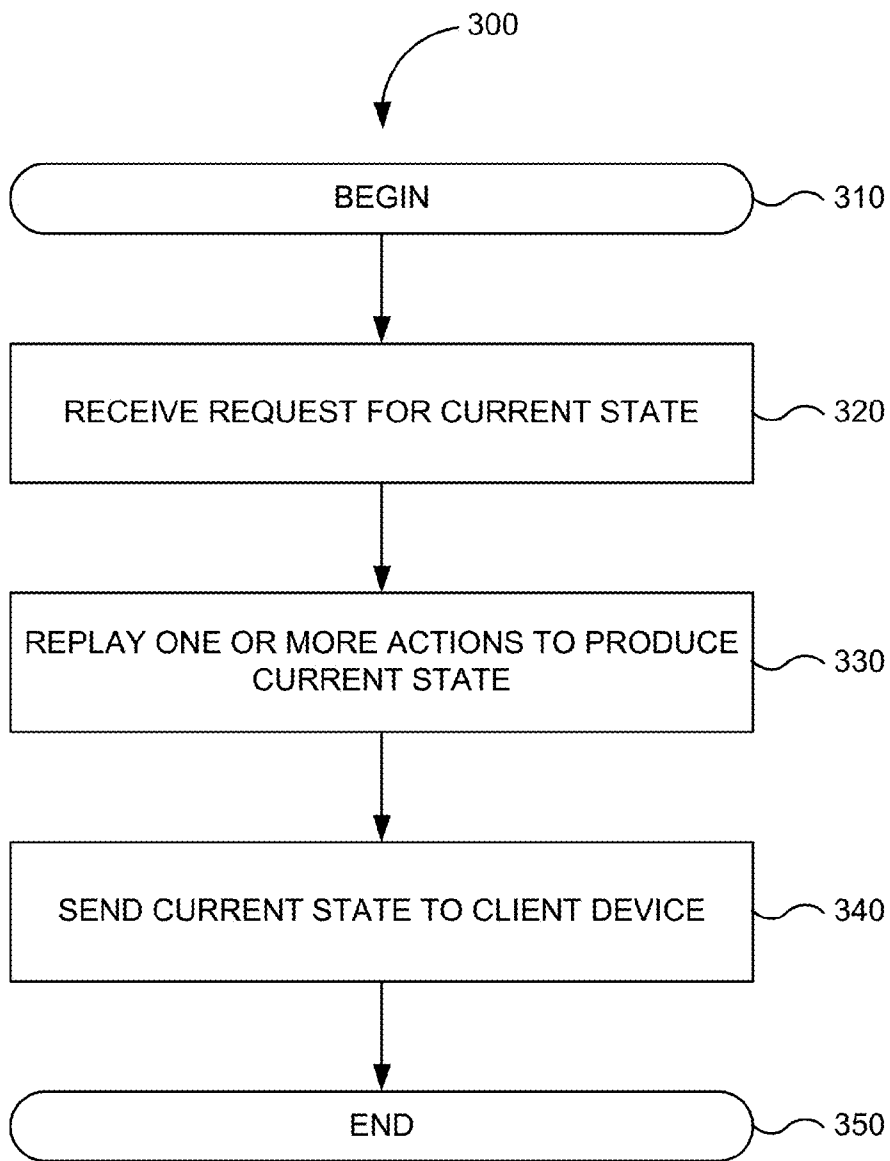 300
BEGIN
310
RECEIVE REQUEST FOR CURRENT STATE
320
REPLAY ONE OR MORE ACTIONS TO PRODUCE
CURRENT STATE
330
SEND CURRENT STATE TO CLIENT DEVICE
340
END
350